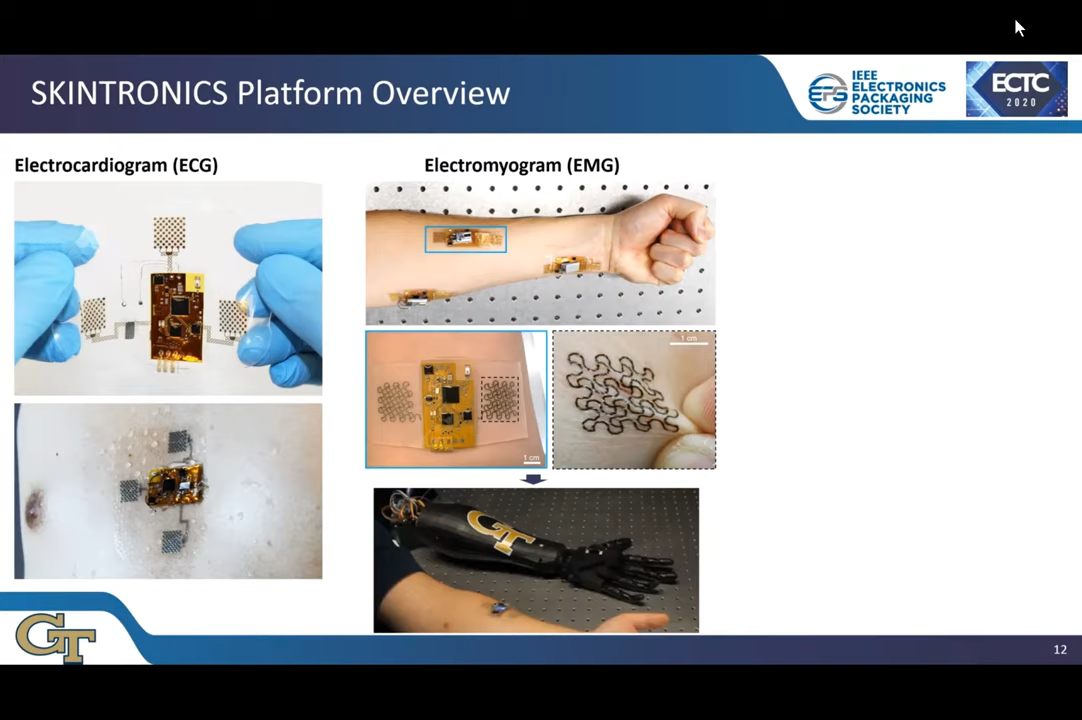 SKINTRONICS Platform Overview
EPS
IEEE
ELECTRONICS
PACKAGING
SOCIETY
ECTC
2020
Electrocardiogram (ECG)
Electromyogram (EMG)
1 cm
1 cm
GT
GT
12